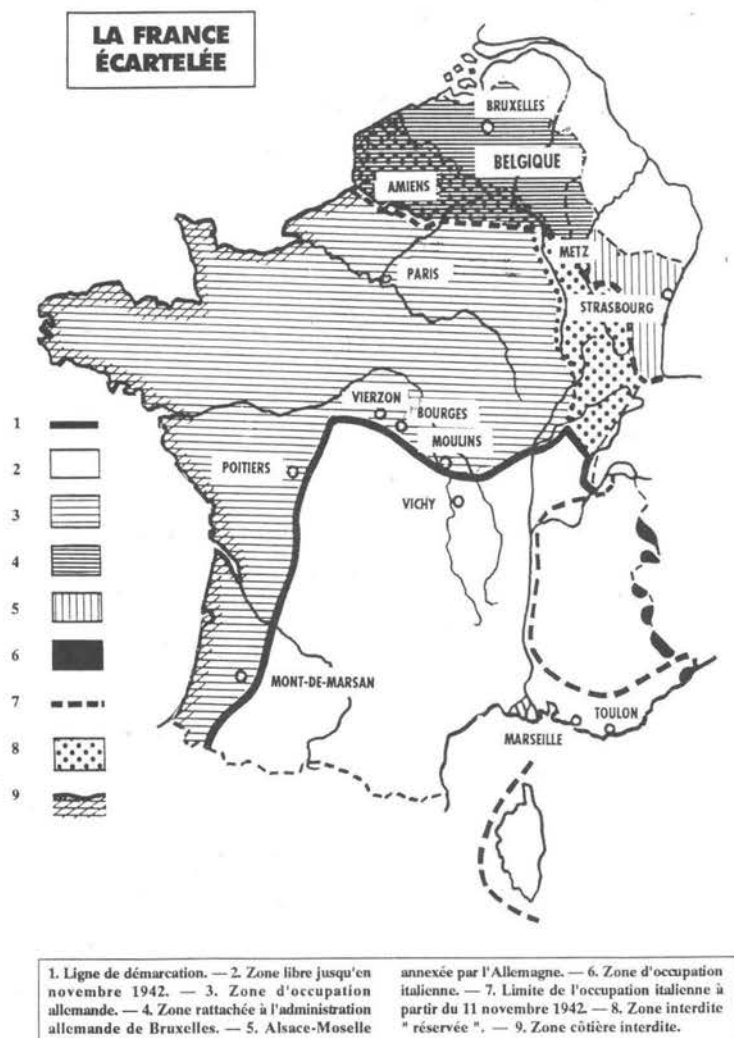 LA FRANCE
ÉCARTELÉE
BRUXELLES
BELGIQUE
AMIENS
METZ
PARIS
STRASBOURG
VIERZON
BOURGES
MOULINS
POITIERS
VICHY
MONT-DE-MARSAN
TOULON
MARSEILLE
1
2
3
4
5
6
7
8
9
1. Ligne de démarcation. — 2. Zone libre jusqu'en
novembre 1942. — 3. Zone d'occupation
allemande. — 4. Zone rattachée à l'administration
allemande de Bruxelles. — 5. Alsace-Moselle
annexée par l'Allemagne. — 6. Zone d'occupation
italienne. — 7. Limite de l'occupation italienne à
partir du 11 novembre 1942. — 8. Zone interdite
" réservée ". — 9. Zone côtière interdite.